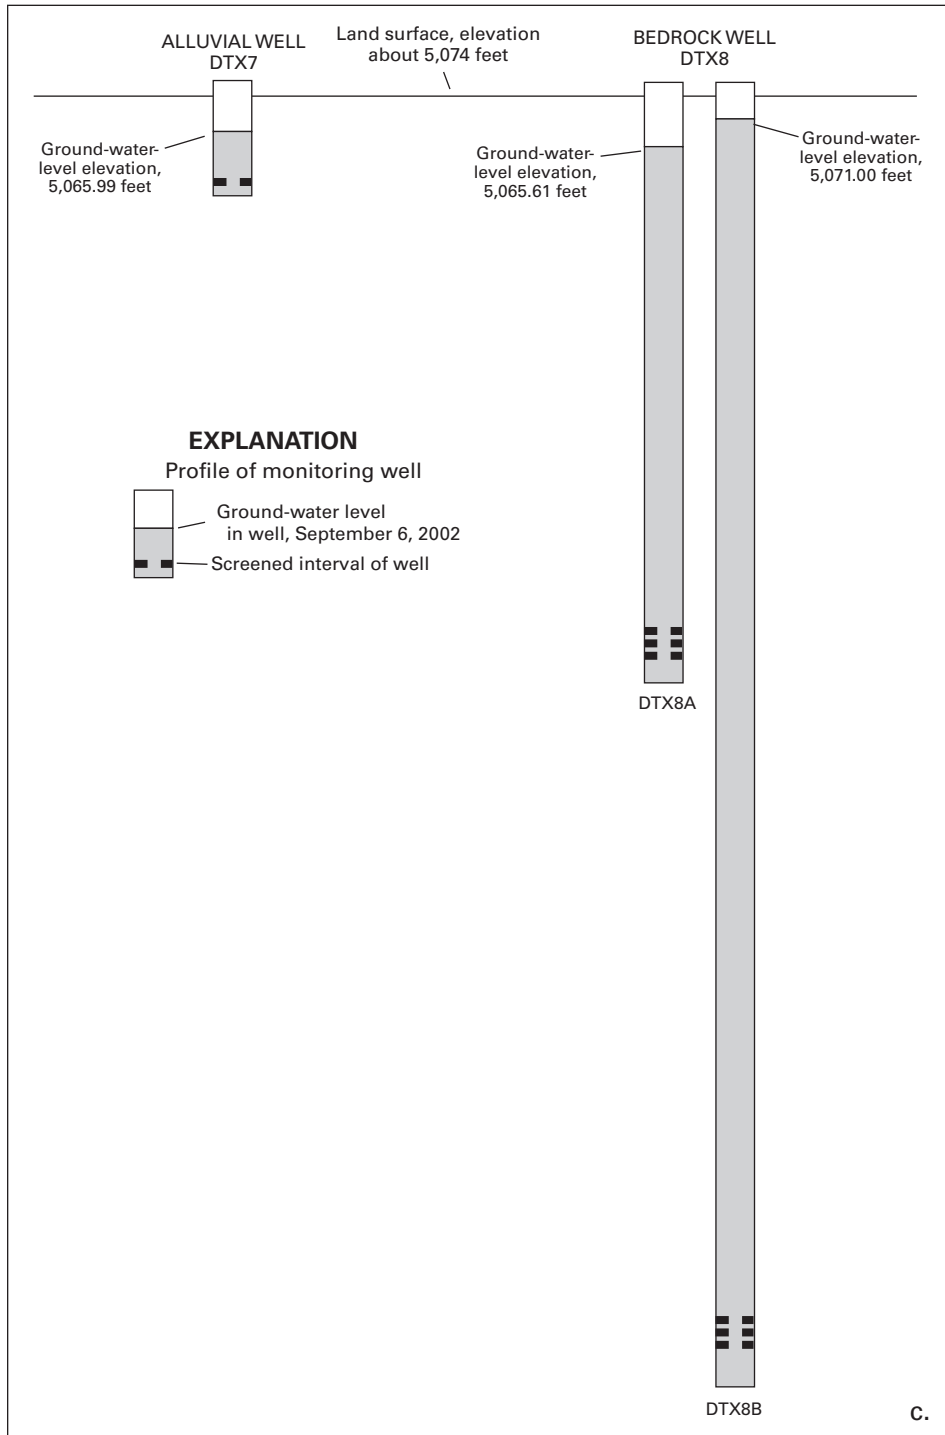 ALLUVIAL WELL
DTX7
Land surface, elevation
about 5,074 feet
BEDROCK WELL
DTX8
Ground-water-
level elevation,
5,065.99 feet
Ground-water-
level elevation,
5,065.61 feet
Ground-water-
level elevation,
5,071.00 feet
EXPLANATION
Profile of monitoring well
Ground-water level
in well, September 6, 2002
Screened interval of well
DTX8A
DTX8B
C.